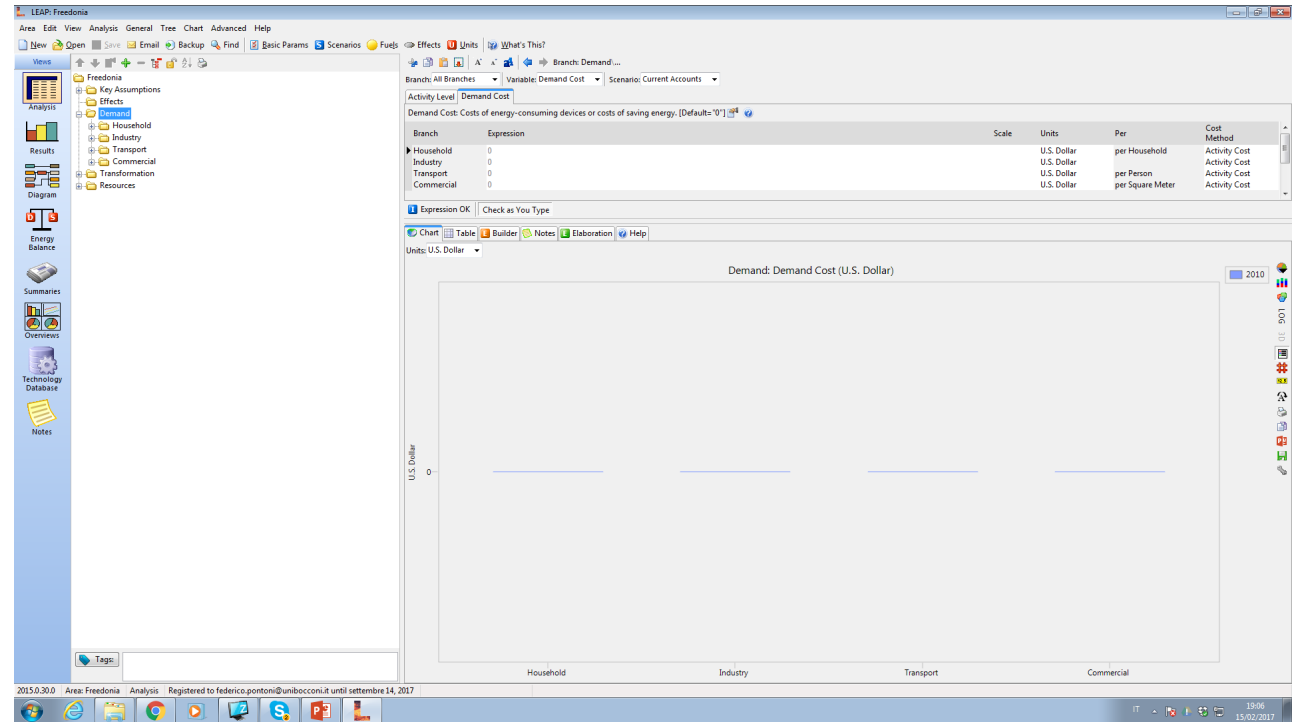 LEAP: Freedonia
Area Edit View Analysis General Tree Chart Advanced Help
New Open Save Email Backup Find Basic Params Scenarios Fuels Effects Units What's This?
Views
Analysis
Results
Diagram
Energy
Balance
Summaries
Overviews
Technology
Database
Notes
Freedonia
Key Assumptions
Effects
Demand
Household
Industry
Transport
Commercial
Transformation
Resources
Tags:
Branch: Demand\...
Branch: All Branches Variable: Demand Cost Scenario: Current Accounts
Activity Level Demand Cost
Demand Cost: Costs of energy-consuming devices or costs of saving energy. [Default="0"]
Branch Expression Scale Units Per Cost Method
Household 0 U.S. Dollar per Household Activity Cost
Industry 0 U.S. Dollar Activity Cost
Transport 0 U.S. Dollar per Person Activity Cost
Commercial 0 U.S. Dollar per Square Meter Activity Cost
Expression OK Check as You Type
Chart Table Builder Notes Elaboration Help
Units: U.S. Dollar
Demand: Demand Cost (U.S. Dollar)
2010
LOG
3D
U.S. Dollar
0
Household Industry Transport Commercial
2015.0.30.0 Area: Freedonia Analysis Registered to federico.pontoni@unibocconi.it until settembre 14, 2017
IT
19:06
15/02/2017